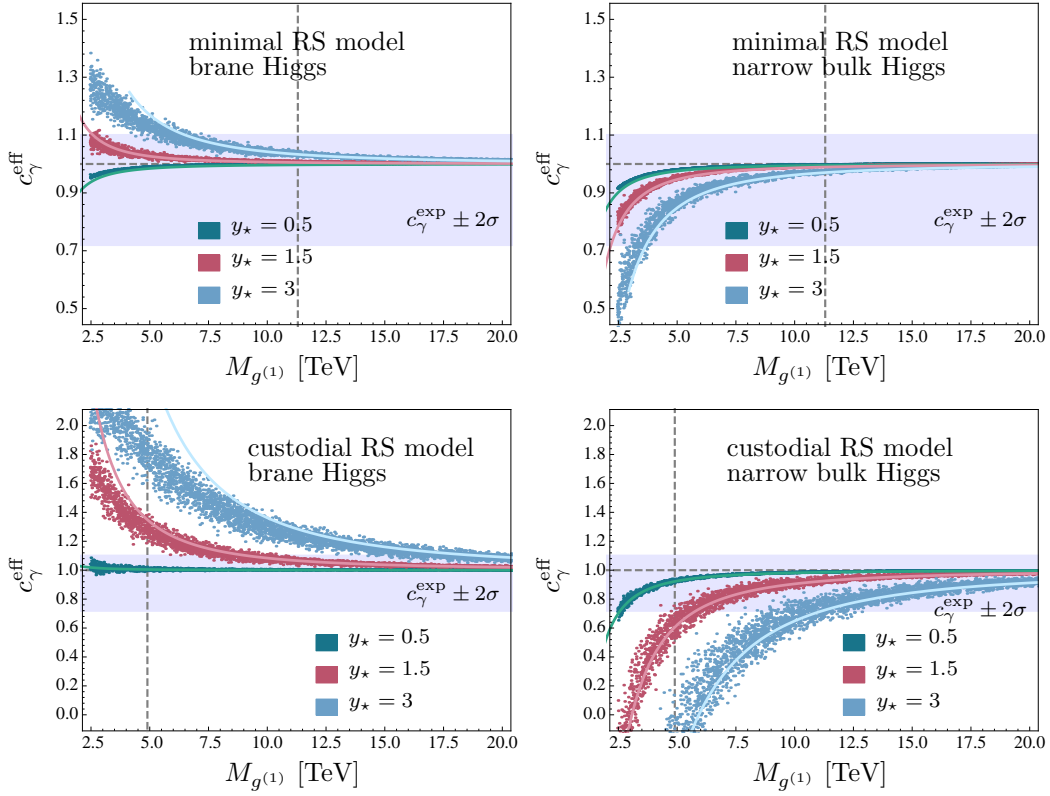 minimal RS model
brane Higgs
1.5
1.3
1.1
0.9
0.7
0.5
c_γ^eff
c_γ^exp ± 2σ
y⋆ = 0.5
y⋆ = 1.5
y⋆ = 3
2.5 5.0 7.5 10.0 12.5 15.0 17.5 20.0
M_g(1) [TeV]
minimal RS model
narrow bulk Higgs
1.5
1.3
1.1
0.9
0.7
0.5
c_γ^eff
c_γ^exp ± 2σ
y⋆ = 0.5
y⋆ = 1.5
y⋆ = 3
2.5 5.0 7.5 10.0 12.5 15.0 17.5 20.0
M_g(1) [TeV]
custodial RS model
brane Higgs
2.0
1.8
1.6
1.4
1.2
1.0
0.8
0.6
0.4
0.2
0.0
c_γ^eff
c_γ^exp ± 2σ
y⋆ = 0.5
y⋆ = 1.5
y⋆ = 3
2.5 5.0 7.5 10.0 12.5 15.0 17.5 20.0
M_g(1) [TeV]
custodial RS model
narrow bulk Higgs
2.0
1.8
1.6
1.4
1.2
1.0
0.8
0.6
0.4
0.2
0.0
c_γ^eff
c_γ^exp ± 2σ
y⋆ = 0.5
y⋆ = 1.5
y⋆ = 3
2.5 5.0 7.5 10.0 12.5 15.0 17.5 20.0
M_g(1) [TeV]